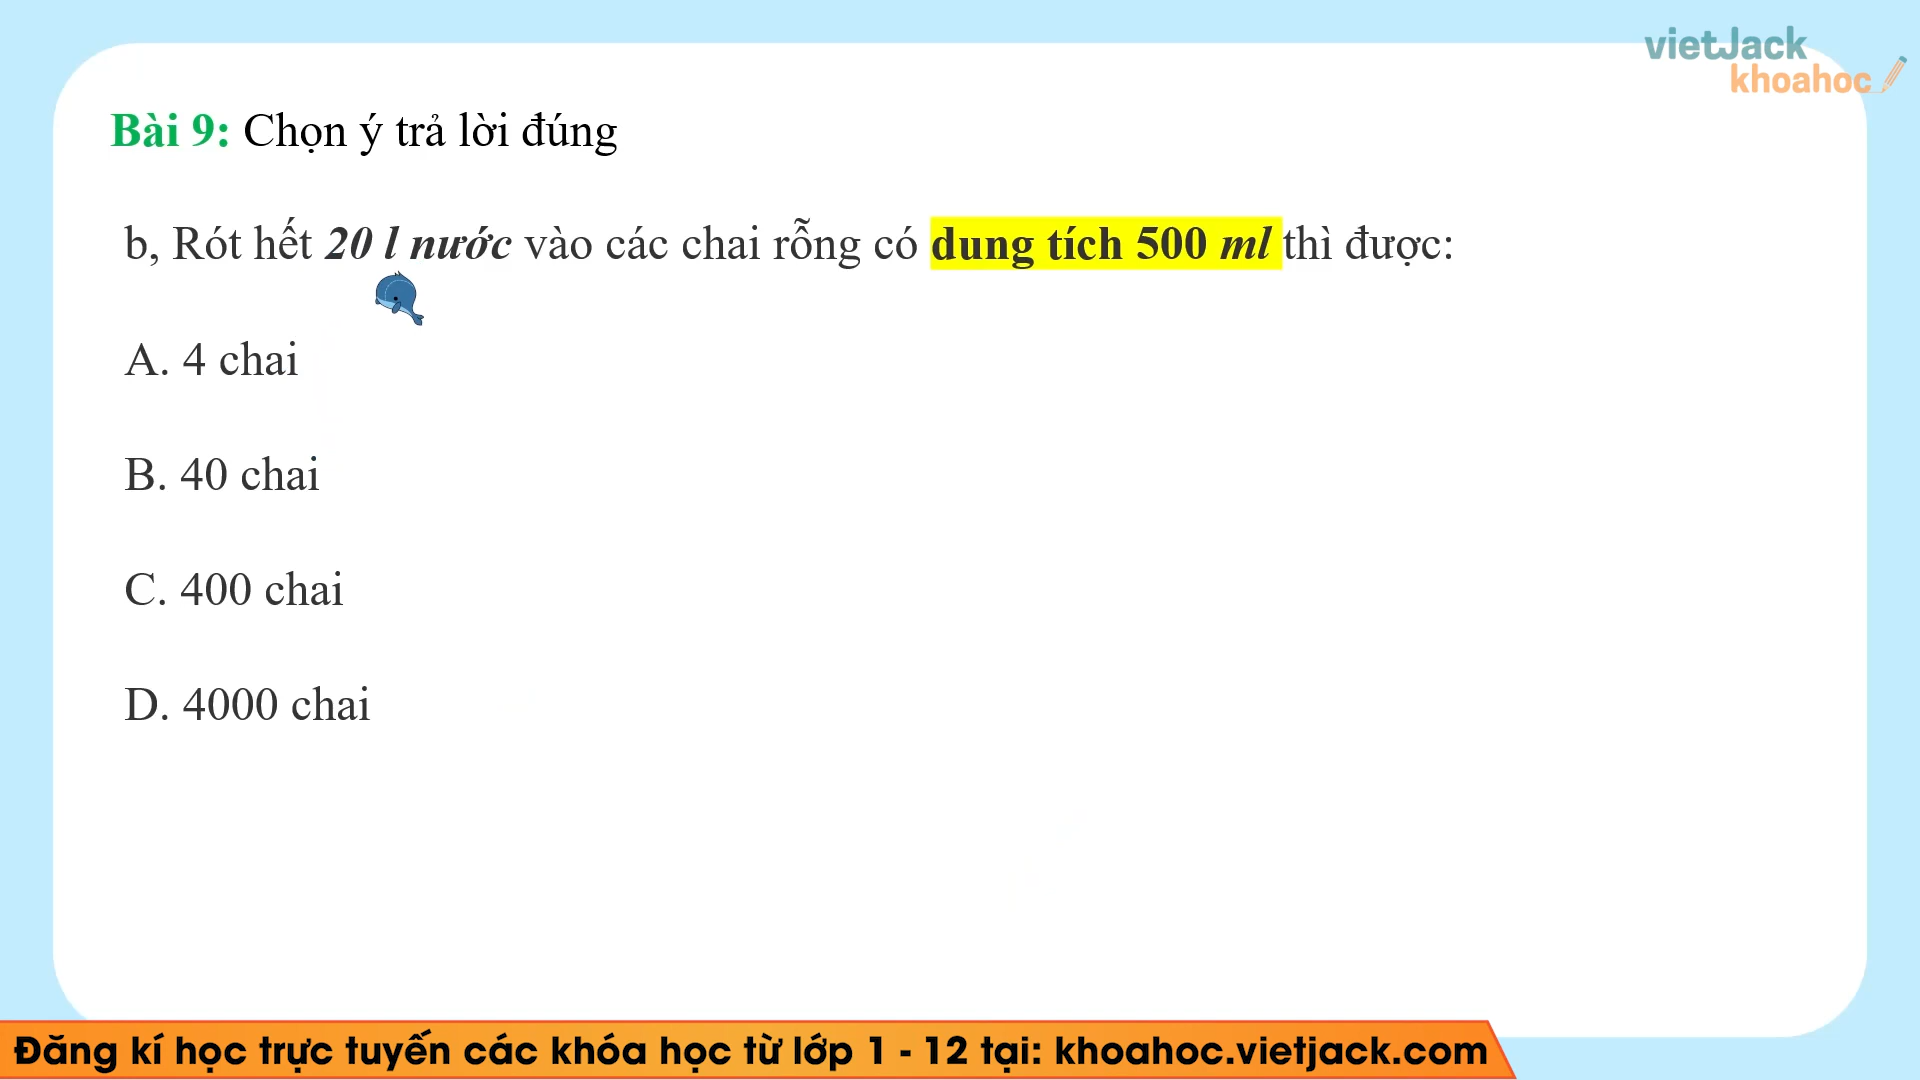 vietJack
khoahoc
Bài 9: Chọn ý trả lời đúng
b, Rót hết 20 l nước vào các chai rỗng có dung tích 500 ml thì được:
A. 4 chai
B. 40 chai
C. 400 chai
D. 4000 chai
Đăng kí học trực tuyến các khóa học từ lớp 1 - 12 tại: khoahoc.vietjack.com